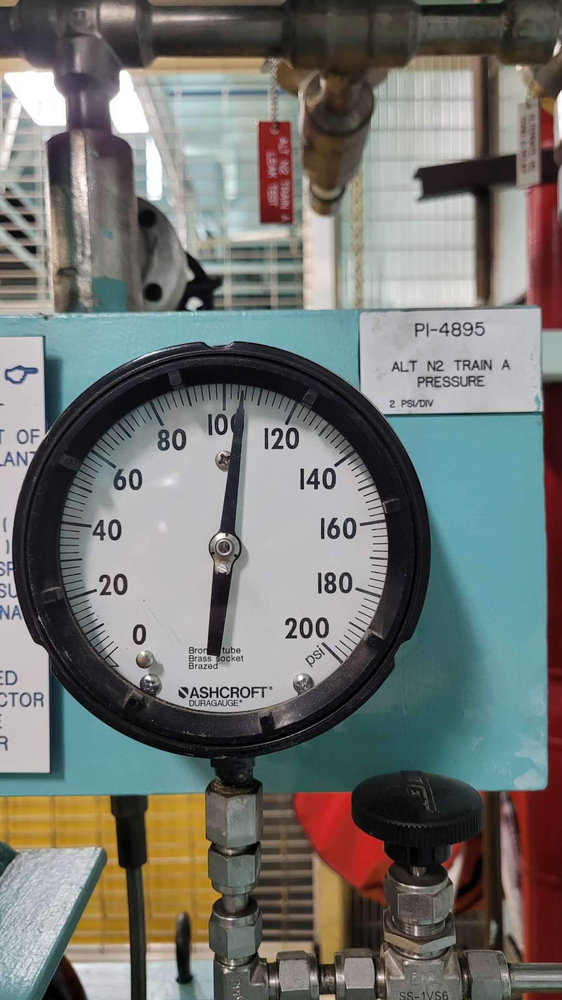 ALT N2 TRAIN A
LEAK TEST
PI-4895
ALT N2 TRAIN A
PRESSURE
2 PSI/DIV
T OF
LANT
SU
NA
ED
CTOR
E
R
0
20
40
60
80
100
120
140
160
180
200
psi
Bron tube
Brass socket
Brazed
ASHCROFT®
DURAGAUGE®
SS-1VS6